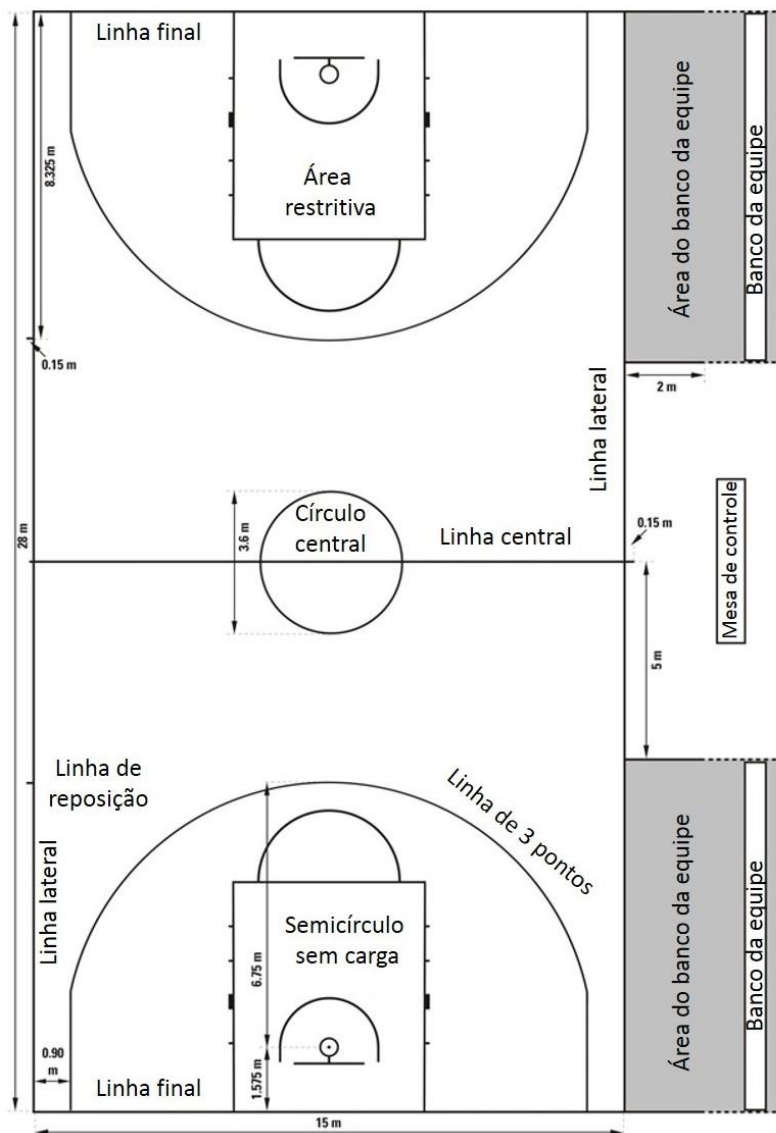 Linha final
8.325 m
Área
restritiva
Área do banco da equipe
Banco da equipe
0.15 m
2 m
Linha lateral
28 m
3.6 m
Círculo
central
Linha central
0.15 m
Mesa de controle
5 m
Linha de
reposição
Linha de 3 pontos
Linha lateral
6.75 m
Semicírculo
sem carga
Área do banco da equipe
Banco da equipe
0.90
m
Linha final
1.575 m
15 m